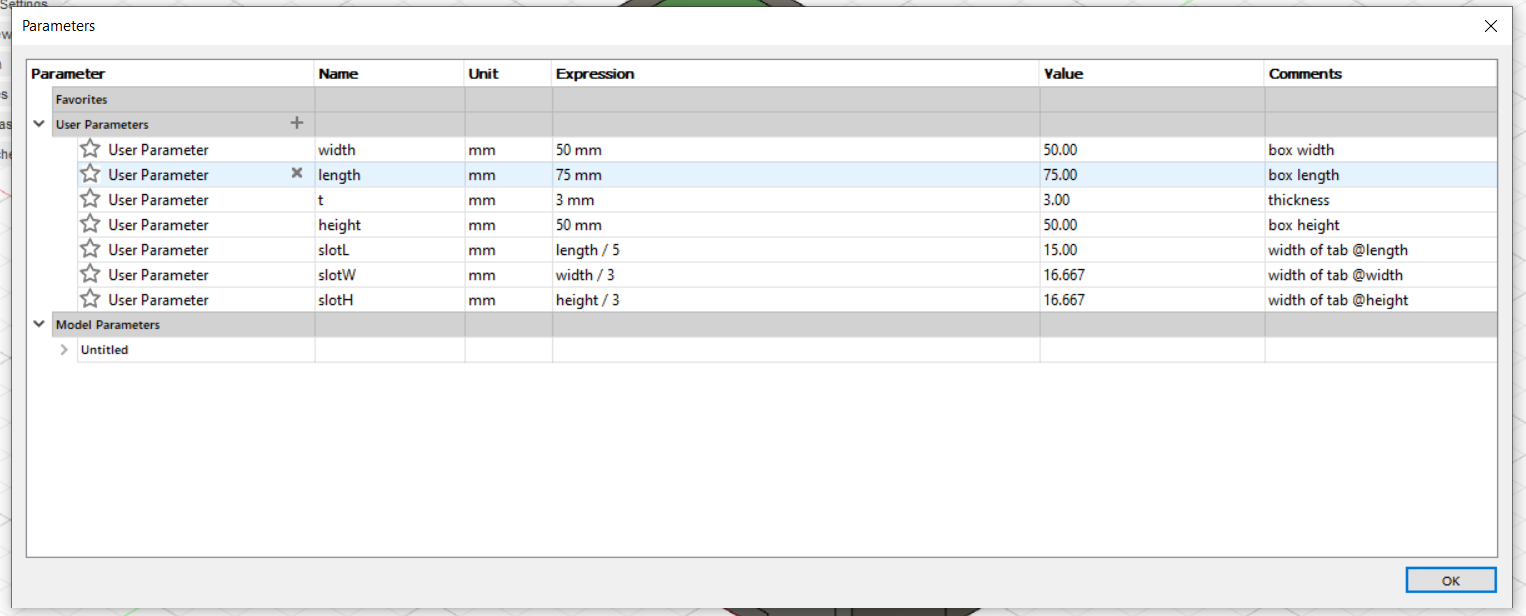 Settings
Parameters
Parameter Name Unit Expression Value Comments
Favorites
User Parameters
User Parameter width mm 50 mm 50.00 box width
User Parameter length mm 75 mm 75.00 box length
User Parameter t mm 3 mm 3.00 thickness
User Parameter height mm 50 mm 50.00 box height
User Parameter slotL mm length / 5 15.00 width of tab @length
User Parameter slotW mm width / 3 16.667 width of tab @width
User Parameter slotH mm height / 3 16.667 width of tab @height
Model Parameters
Untitled
OK